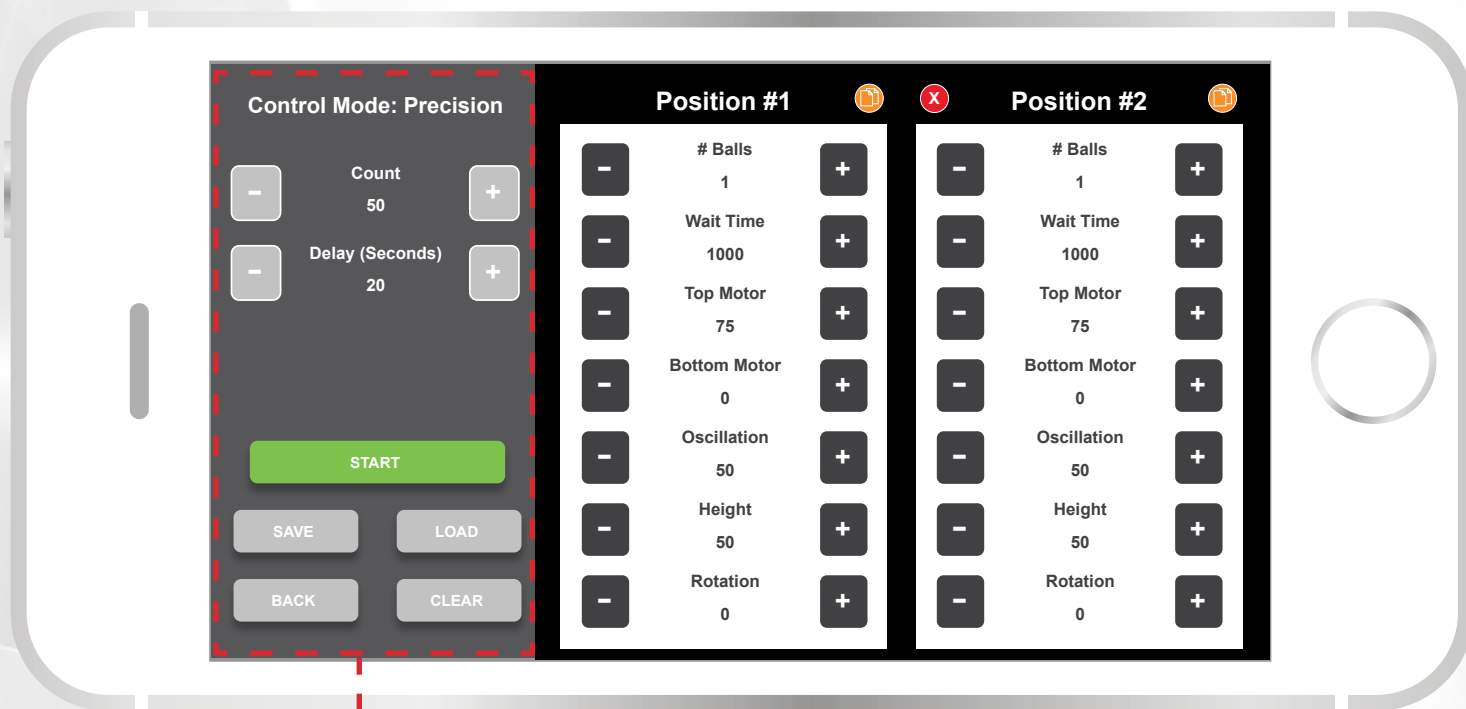 Control Mode: Precision
-
Count
50
+
-
Delay (Seconds)
20
+
START
SAVE
LOAD
BACK
CLEAR
Position #1
-
# Balls
1
+
-
Wait Time
1000
+
-
Top Motor
75
+
-
Bottom Motor
0
+
-
Oscillation
50
+
-
Height
50
+
-
Rotation
0
+
X
Position #2
-
# Balls
1
+
-
Wait Time
1000
+
-
Top Motor
75
+
-
Bottom Motor
0
+
-
Oscillation
50
+
-
Height
50
+
-
Rotation
0
+